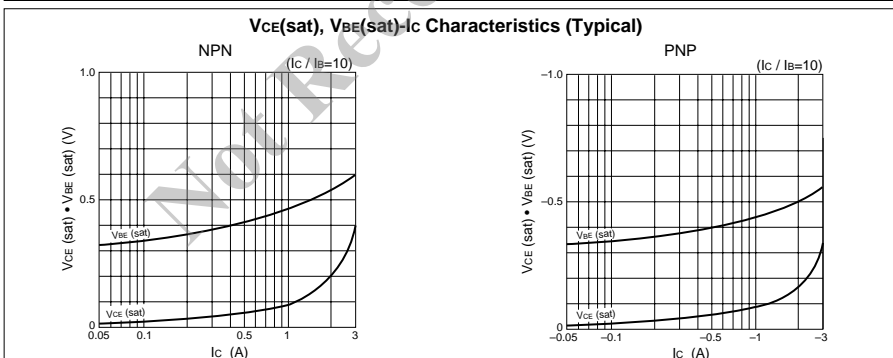 VCE(sat), VBE(sat)-IC Characteristics (Typical)
NPN
(IC / IB=10)
VCE (sat) • VBE (sat) (V)
1.0
0.5
0
VBE (sat)
VCE (sat)
0.05 0.1 0.5 1 3
IC (A)
PNP
(IC / IB=10)
VCE (sat) • VBE (sat) (V)
–1.0
–0.5
0
VBE (sat)
VCE (sat)
–0.05 –0.1 –0.5 –1 –3
IC (A)
Not Rec